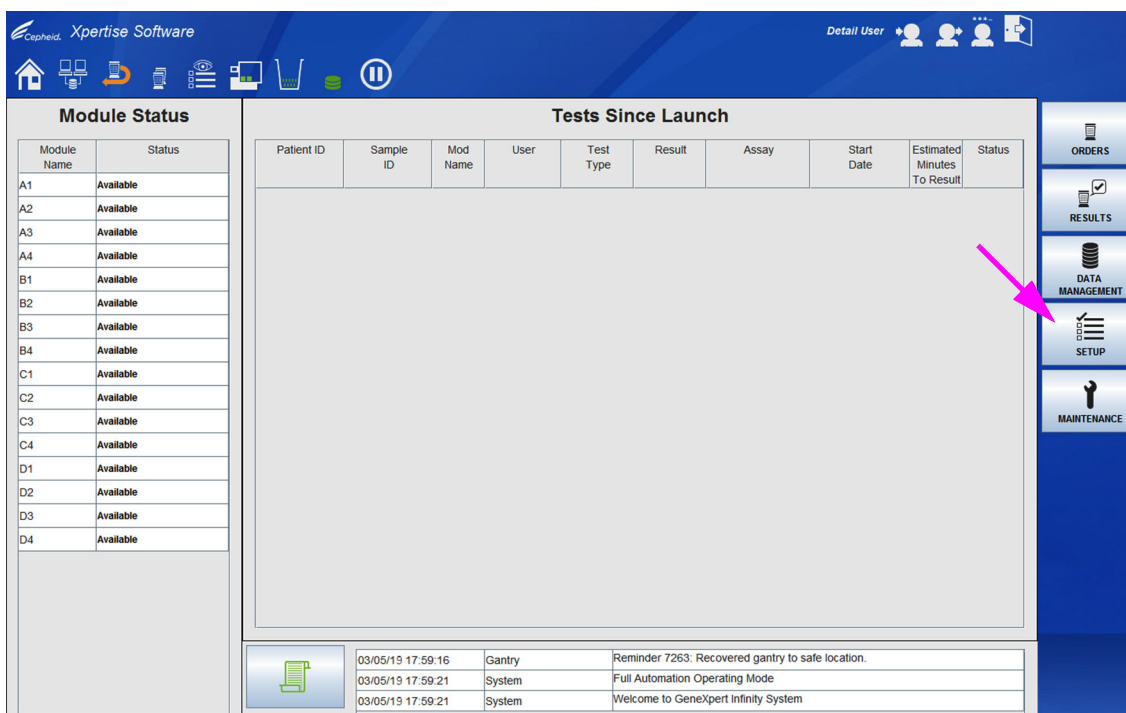 Cepheid. Xpertise Software
Detail User
Module Status
Module Name Status
A1 Available
A2 Available
A3 Available
A4 Available
B1 Available
B2 Available
B3 Available
B4 Available
C1 Available
C2 Available
C3 Available
C4 Available
D1 Available
D2 Available
D3 Available
D4 Available
Tests Since Launch
Patient ID Sample ID Mod Name User Test Type Result Assay Start Date Estimated Minutes To Result Status
03/05/19 17:59:16 Gantry Reminder 7263: Recovered gantry to safe location.
03/05/19 17:59:21 System Full Automation Operating Mode
03/05/19 17:59:21 System Welcome to GeneXpert Infinity System
ORDERS
RESULTS
DATA
MANAGEMENT
SETUP
MAINTENANCE